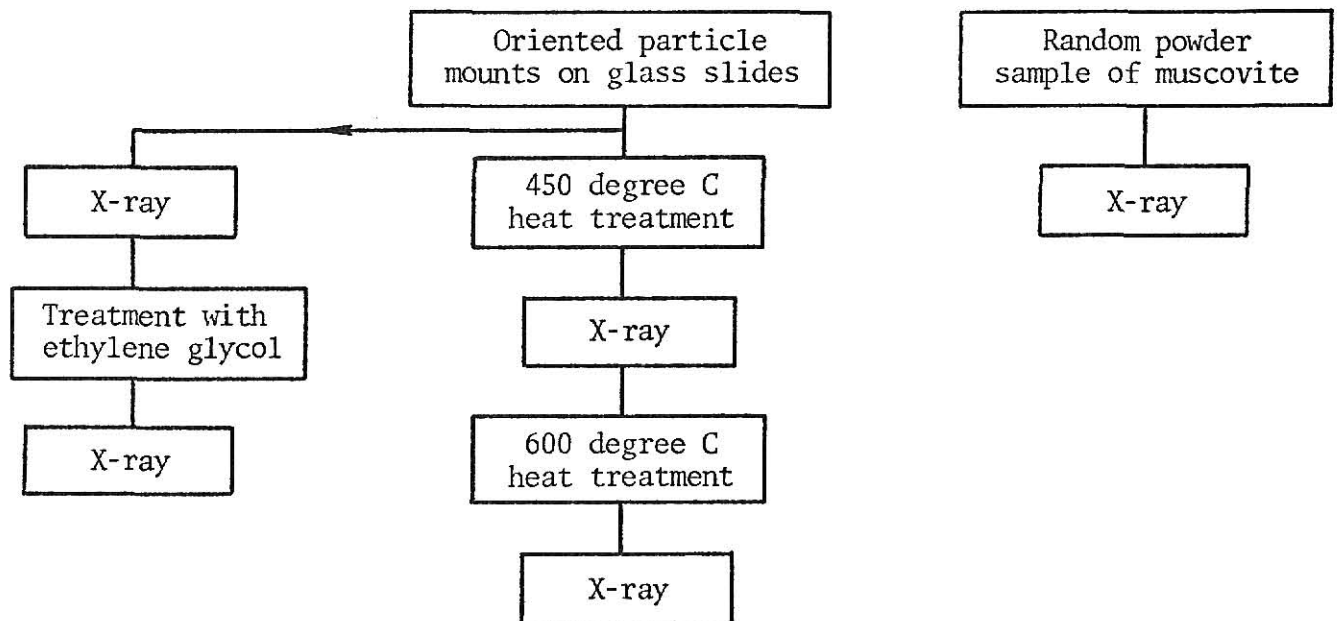 Oriented particle
mounts on glass slides
Random powder
sample of muscovite
X-ray
450 degree C
heat treatment
X-ray
Treatment with
ethylene glycol
X-ray
X-ray
600 degree C
heat treatment
X-ray